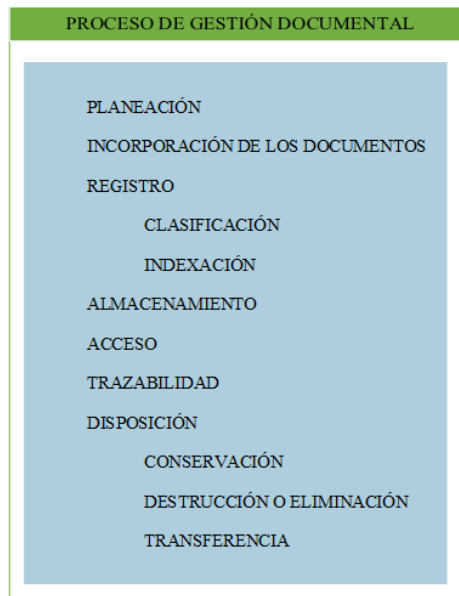 PROCESO DE GESTIÓN DOCUMENTAL
PLANEACIÓN
INCORPORACIÓN DE LOS DOCUMENTOS
REGISTRO
CLASIFICACIÓN
INDEXACIÓN
ALMACENAMIENTO
ACCESO
TRAZABILIDAD
DISPOSICIÓN
CONSERVACIÓN
DESTRUCCIÓN O ELIMINACIÓN
TRANSFERENCIA